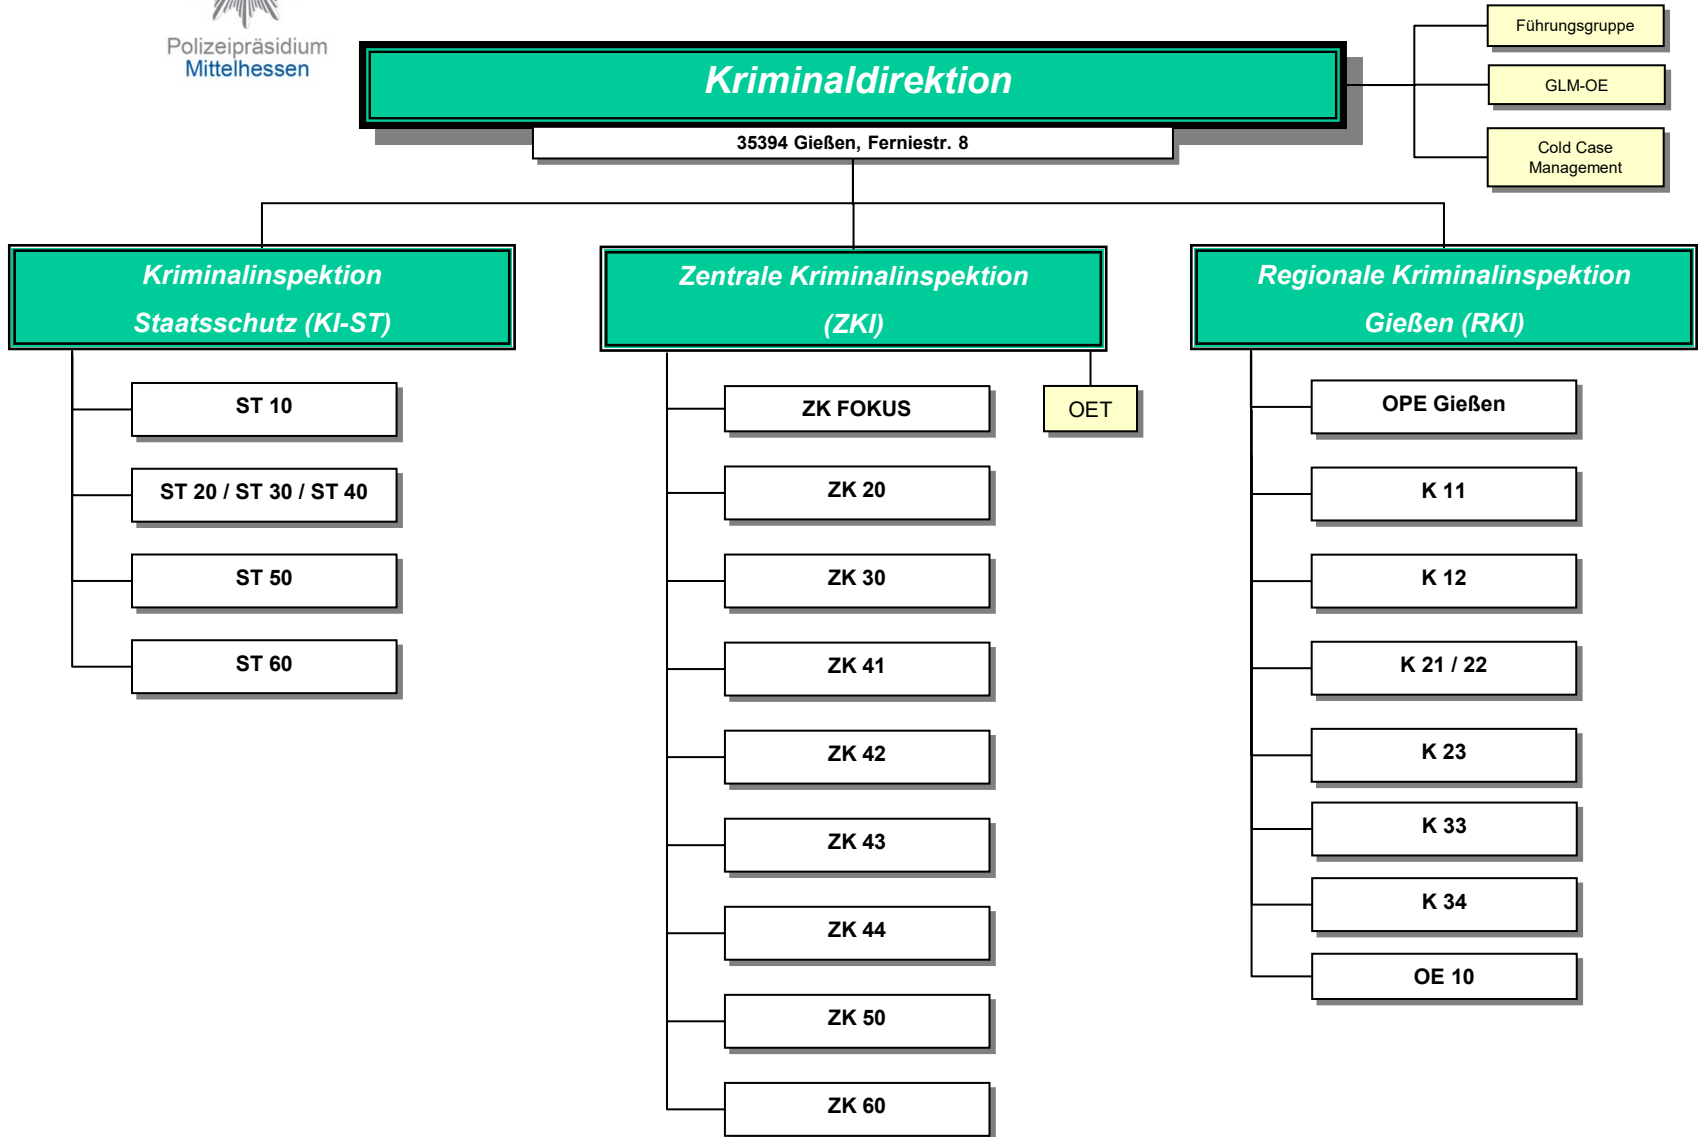 Polizeipräsidium
Mittelhessen
Kriminaldirektion
35394 Gießen, Ferniestr. 8
Führungsgruppe
GLM-OE
Cold Case
Management
Kriminalinspektion
Staatsschutz (KI-ST)
ST 10
ST 20 / ST 30 / ST 40
ST 50
ST 60
Zentrale Kriminalinspektion
(ZKI)
OET
ZK FOKUS
ZK 20
ZK 30
ZK 41
ZK 42
ZK 43
ZK 44
ZK 50
ZK 60
Regionale Kriminalinspektion
Gießen (RKI)
OPE Gießen
K 11
K 12
K 21 / 22
K 23
K 33
K 34
OE 10